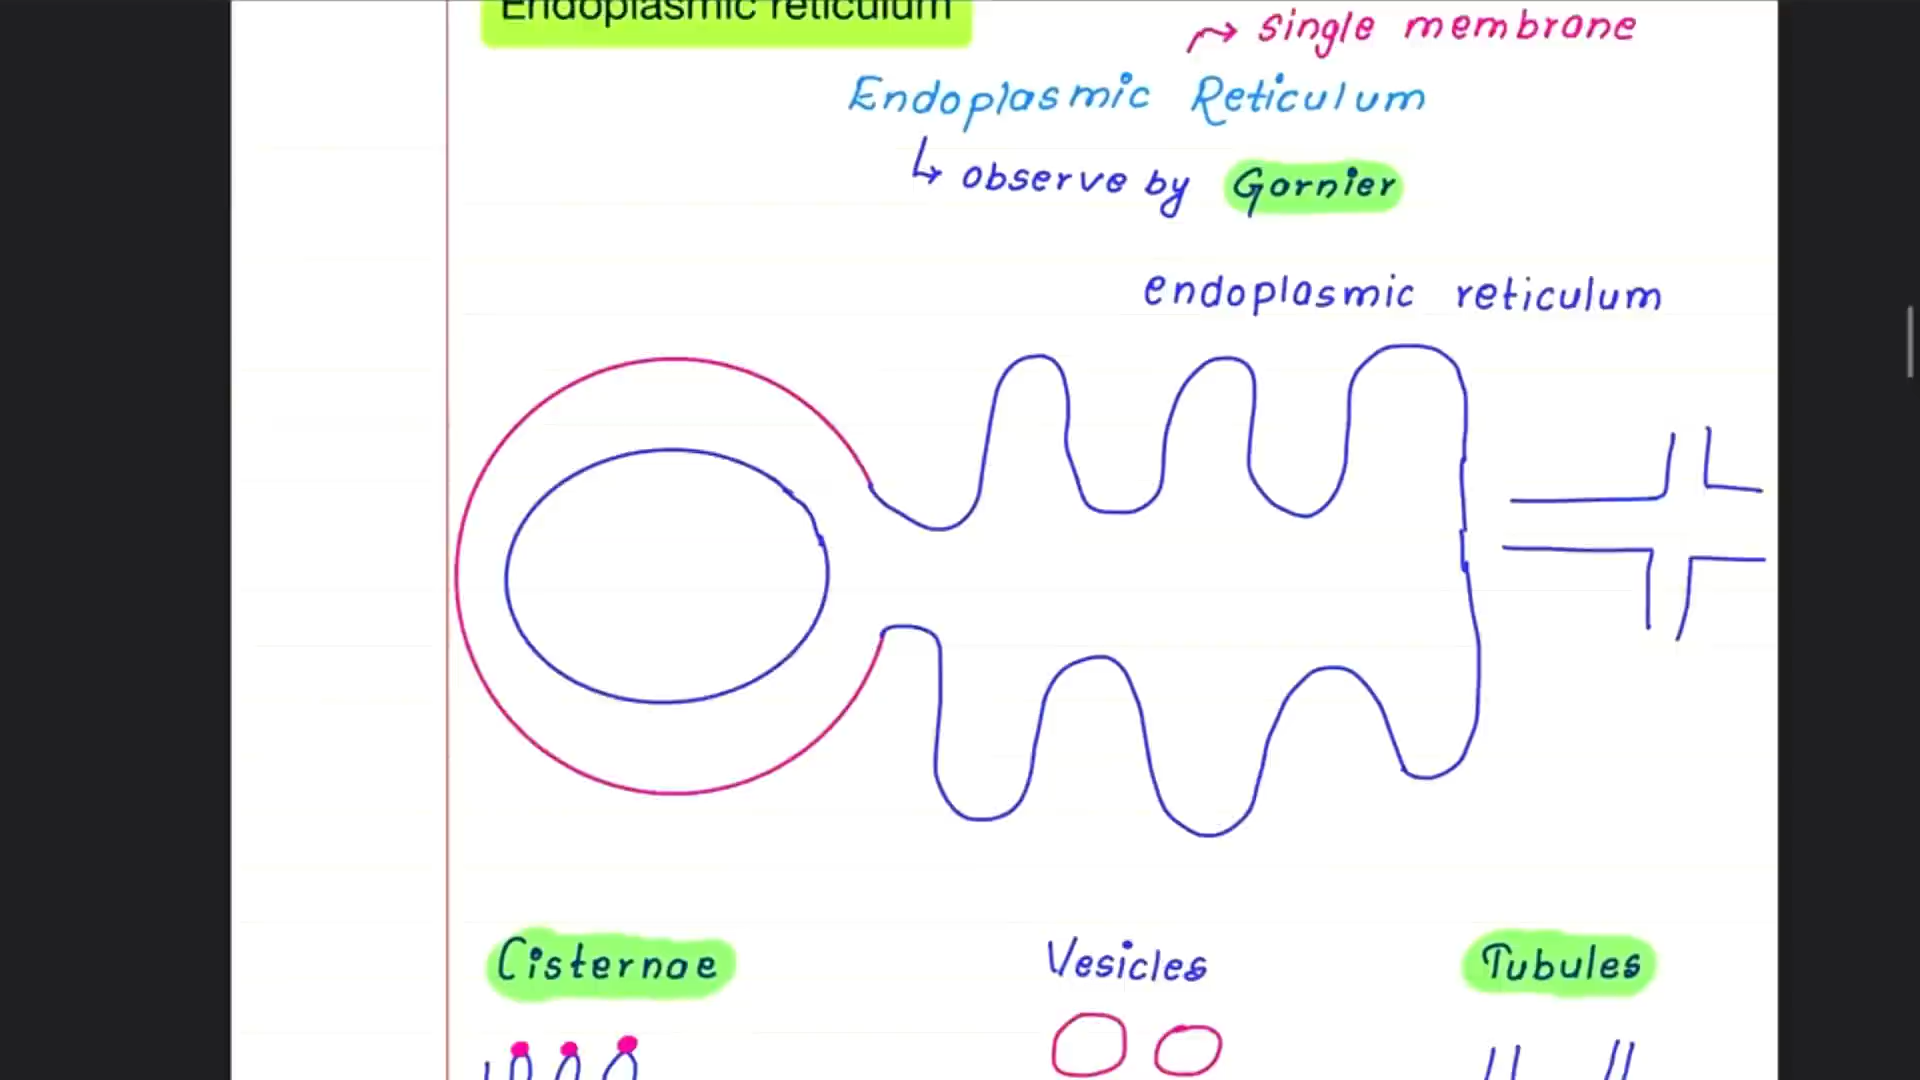 Endoplasmic reticulum
single membrane
Endoplasmic Reticulum
observe by Gornier
endoplasmic reticulum
Cisternae Vesicles Tubules